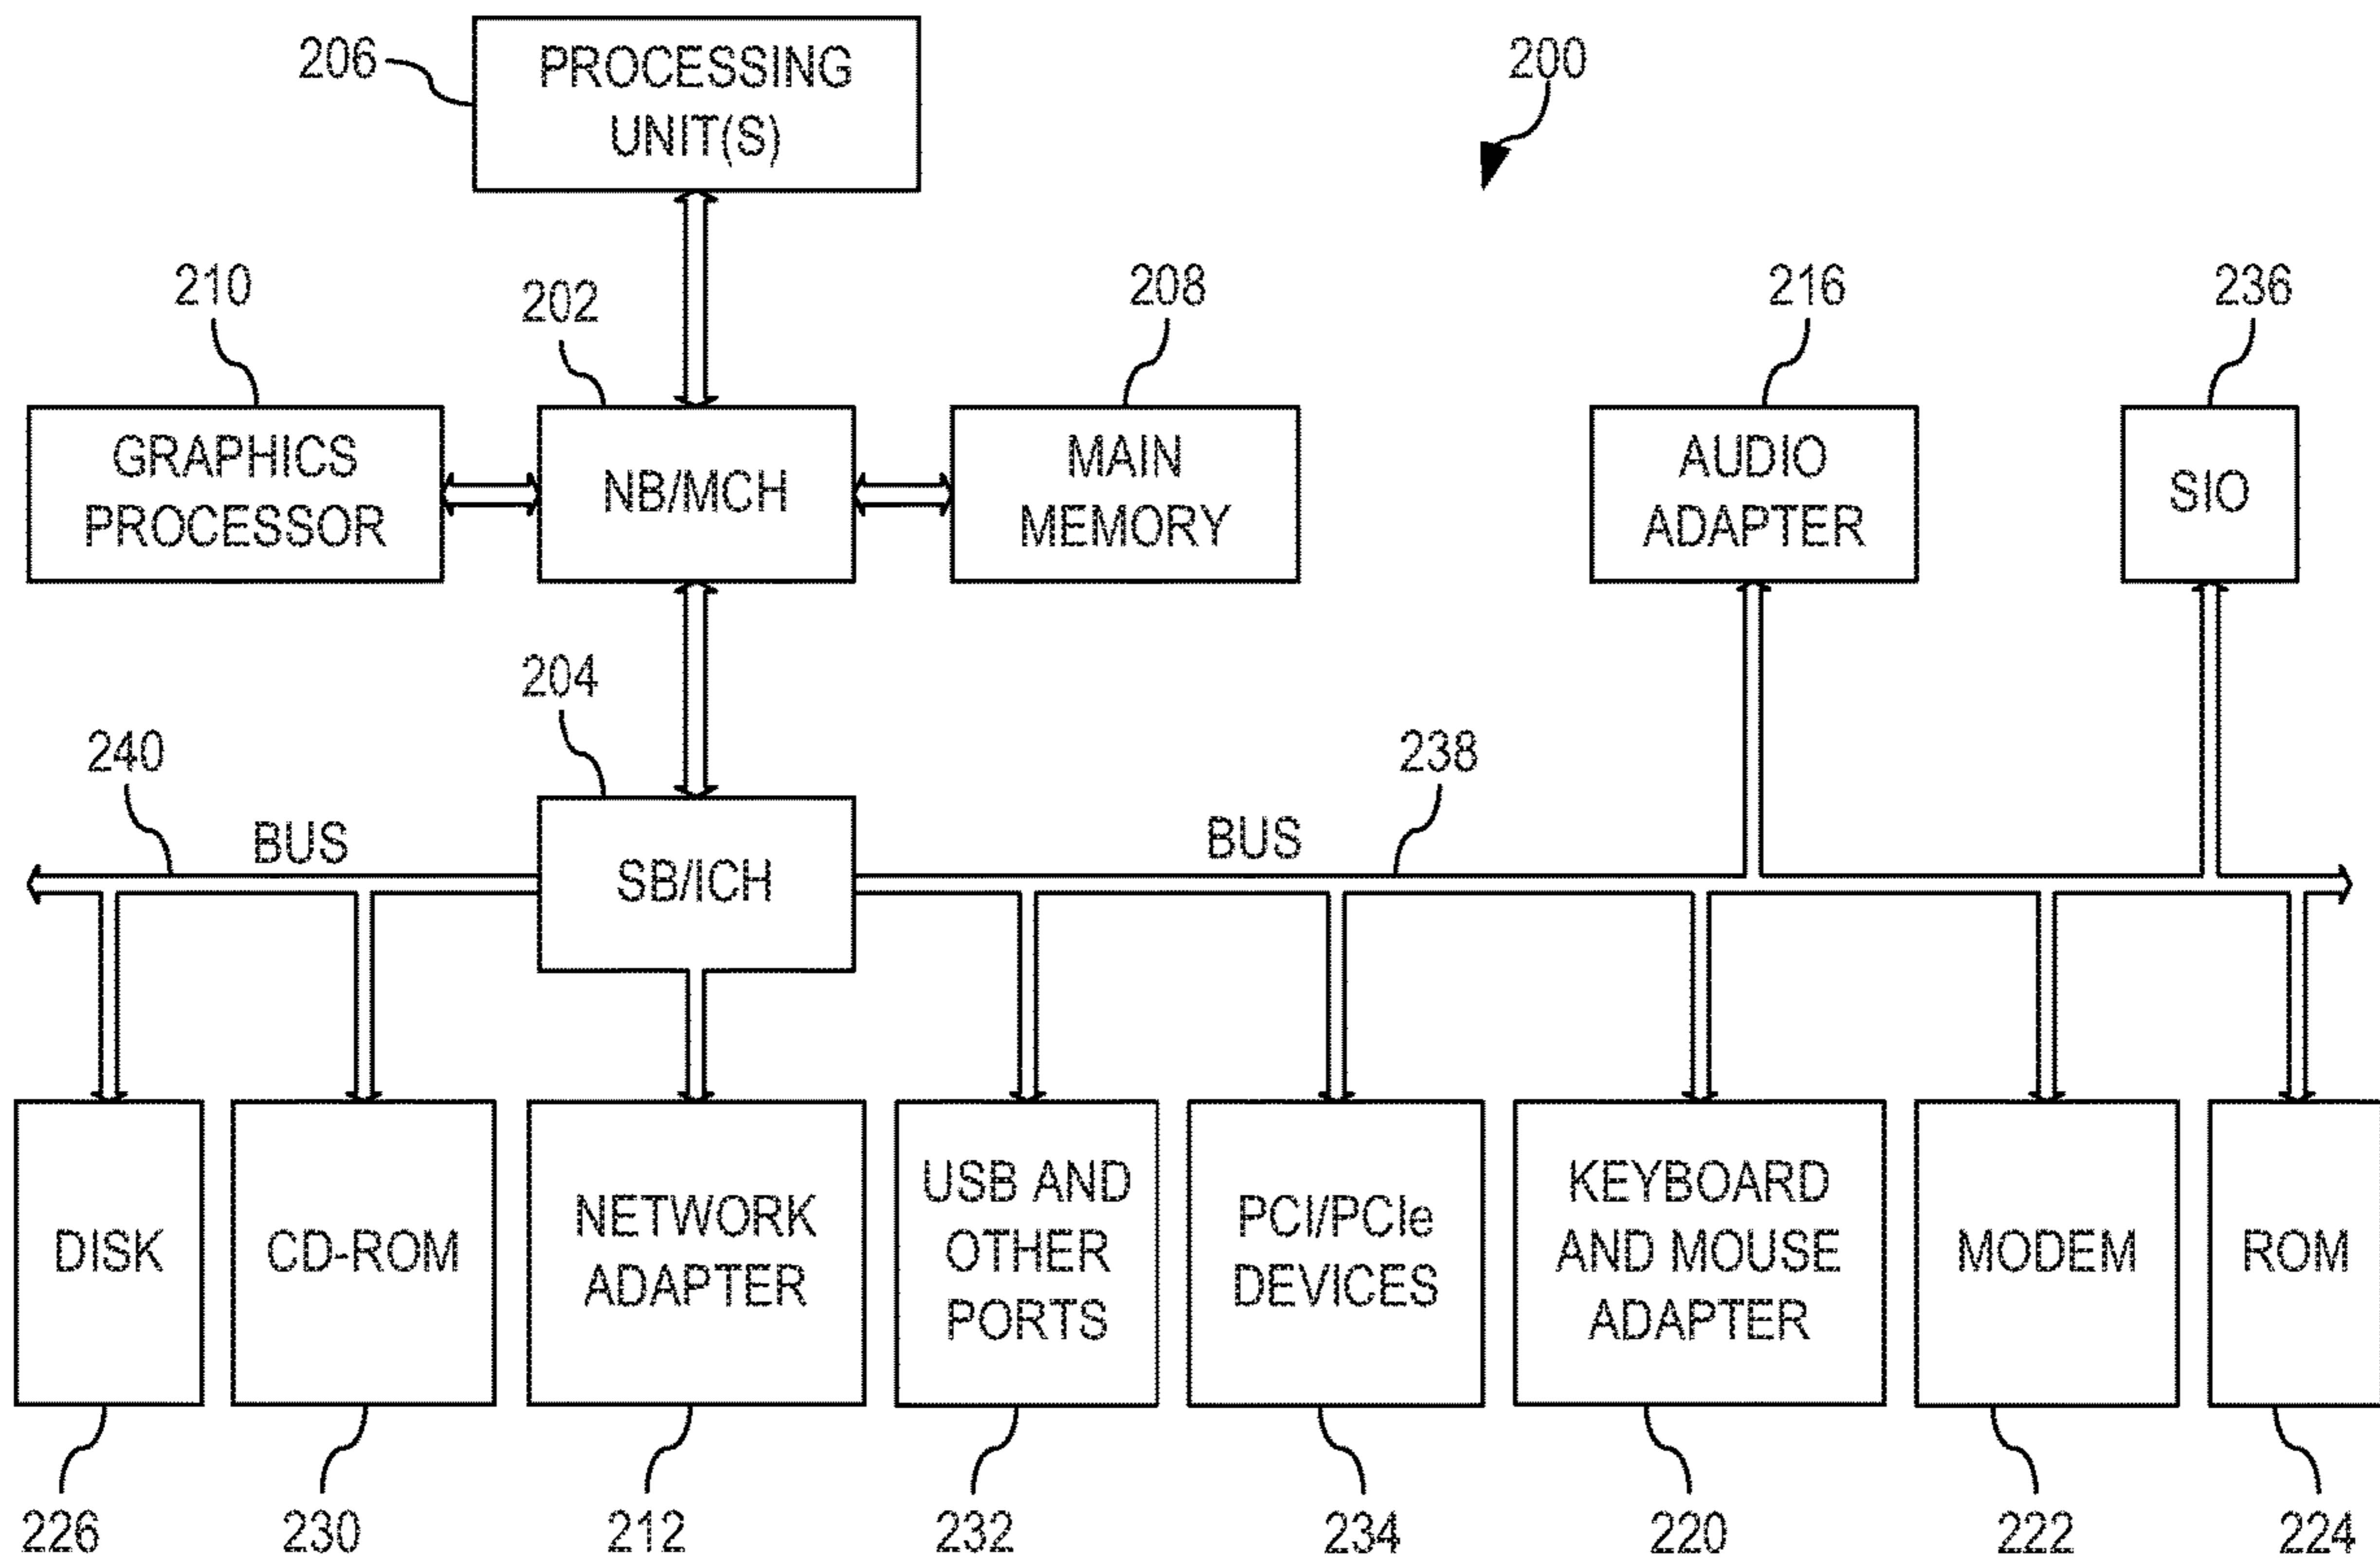 206
PROCESSING
UNIT(S)
200
210
202
208
216
236
GRAPHICS
PROCESSOR
NB/MCH
MAIN
MEMORY
AUDIO
ADAPTER
SIO
204
240
238
BUS
SB/ICH
BUS
DISK
CD-ROM
NETWORK
ADAPTER
USB AND
OTHER
PORTS
PCI/PCIe
DEVICES
KEYBOARD
AND MOUSE
ADAPTER
MODEM
ROM
226
230
212
232
234
220
222
224